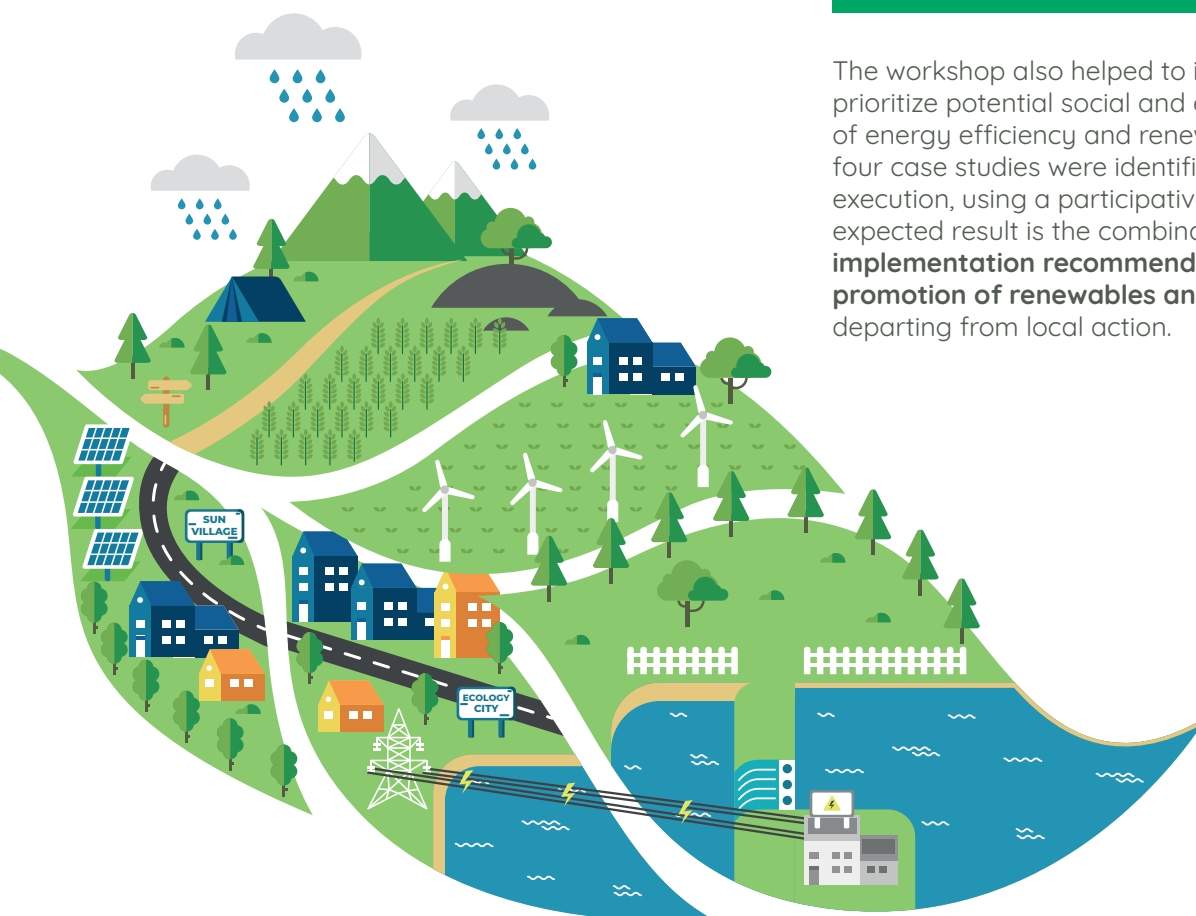 The workshop also helped to i
prioritize potential social and
of energy efficiency and renew
four case studies were identifi
execution, using a participativ
expected result is the combina
implementation recommend
promotion of renewables an
departing from local action.
SUN
VILLAGE
ECOLOGY
CITY